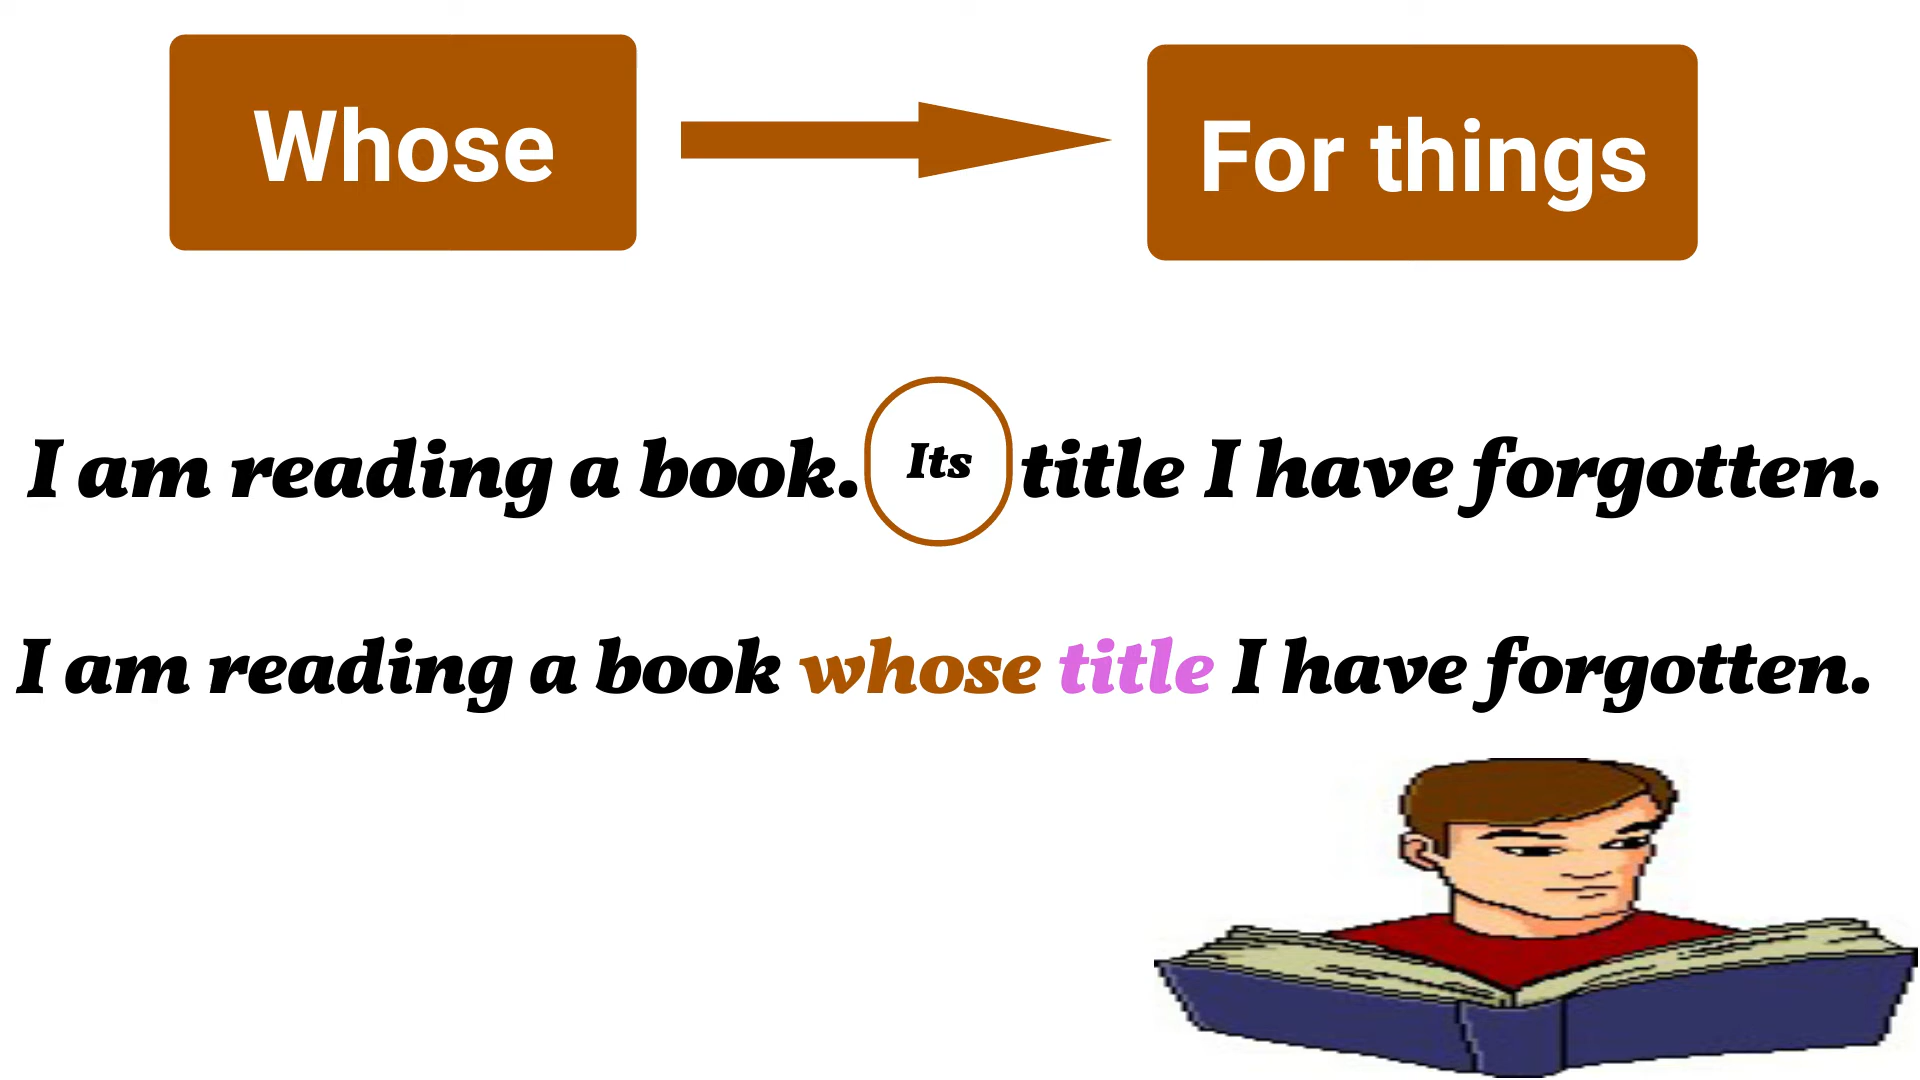 Whose
For things
I am reading a book. Its title I have forgotten.
I am reading a book whose title I have forgotten.